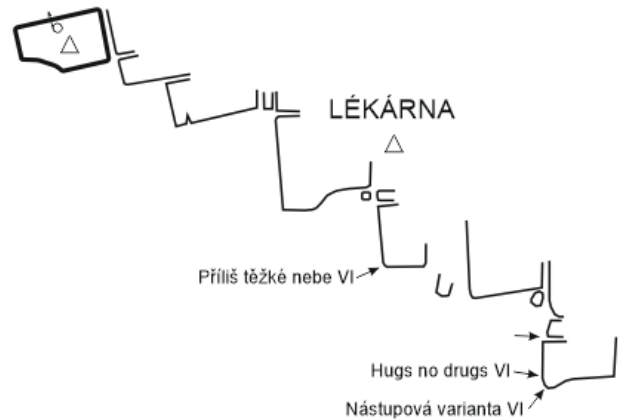 LÉKÁRNA
Příliš těžké nebe VI
Hugs no drugs VI
Nástupová varianta VI